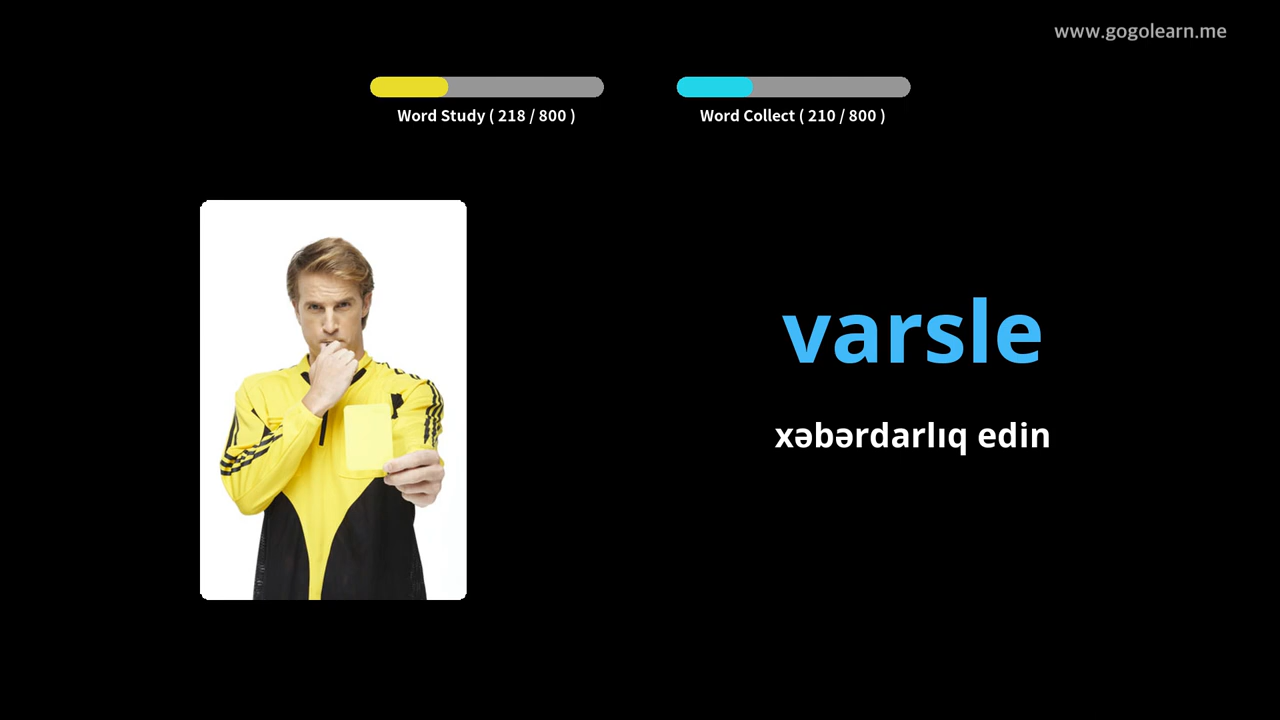 www.gogolearn.me
Word Study ( 218 / 800 )
Word Collect ( 210 / 800 )
varsle
xəbərdarlıq edin